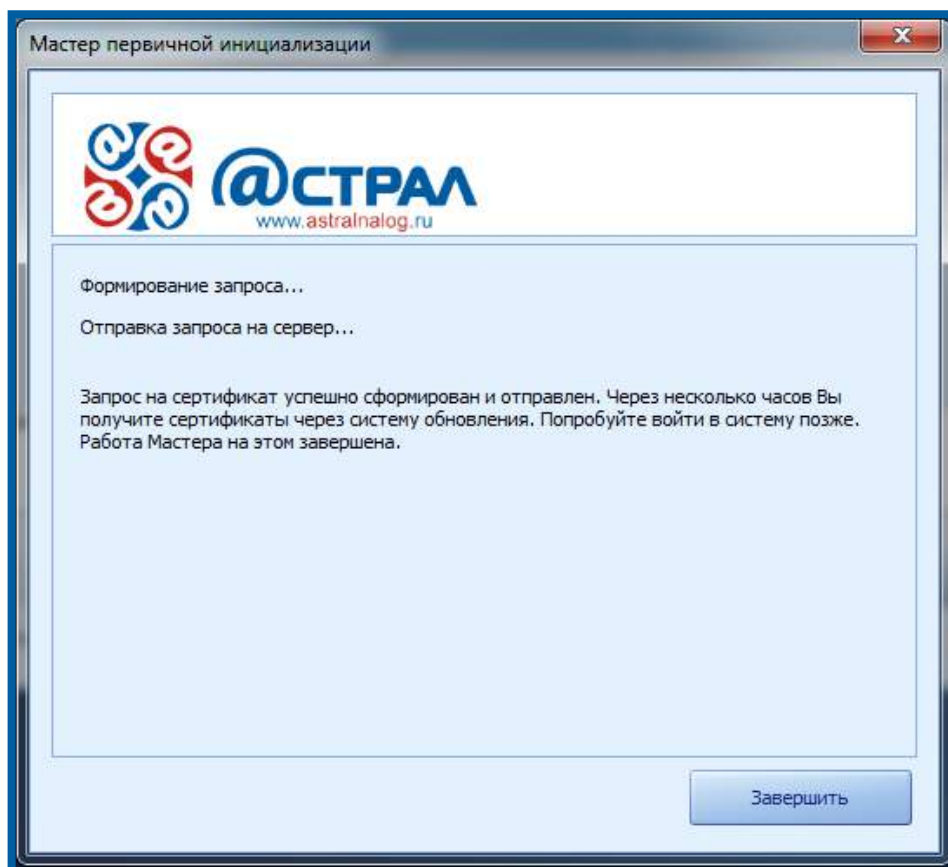 Мастер первичной инициализации
@СТРАЛ
www.astralnalog.ru
Формирование запроса...
Отправка запроса на сервер...
Запрос на сертификат успешно сформирован и отправлен. Через несколько часов Вы
получите сертификаты через систему обновления. Попробуйте войти в систему позже.
Работа Мастера на этом завершена.
Завершить